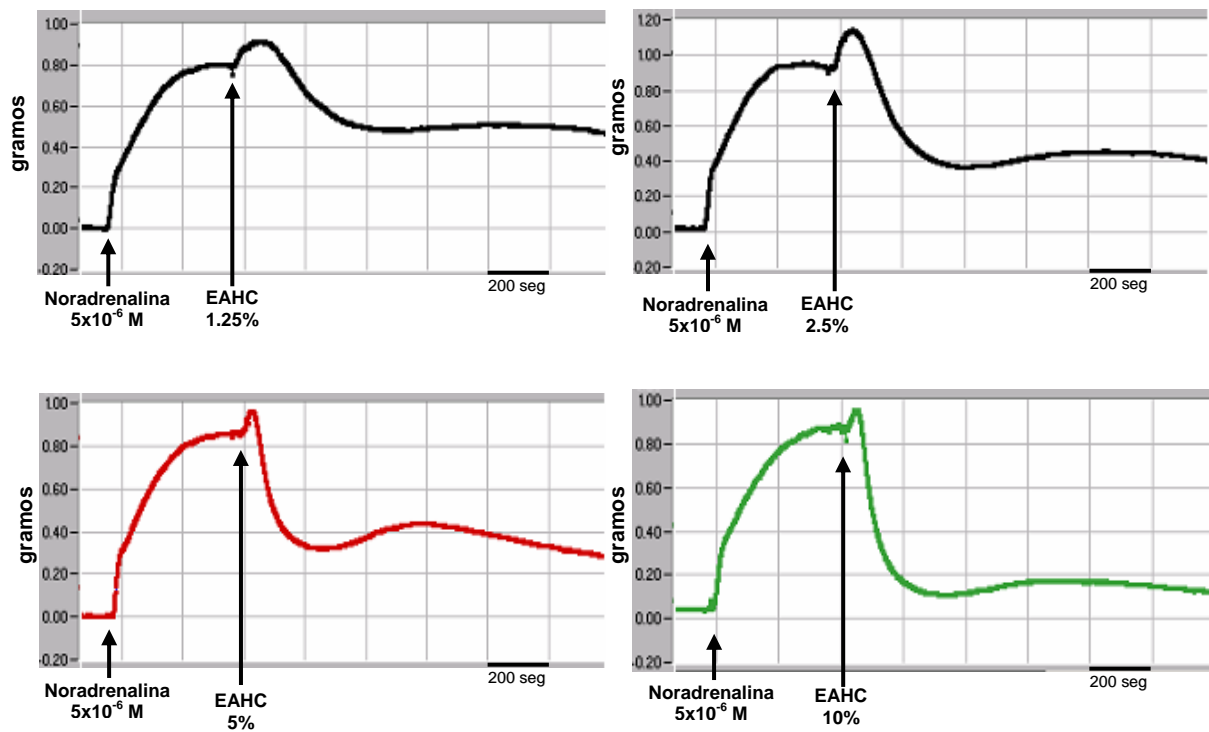 gramos
1.00
0.80
0.60
0.40
0.20
0.00
-0.20
200 seg
Noradrenalina
5x10⁻⁶ M
EAHC
1.25%
gramos
1.20
1.00
0.80
0.60
0.40
0.20
0.00
0.20
200 seg
Noradrenalina
5x10⁻⁶ M
EAHC
2.5%
gramos
1.00
0.80
0.60
0.40
0.20
0.00
-0.20
200 seg
Noradrenalina
5x10⁻⁶ M
EAHC
5%
gramos
1.00
0.80
0.60
0.40
0.20
0.00
-0.20
200 seg
Noradrenalina
5x10⁻⁶ M
EAHC
10%